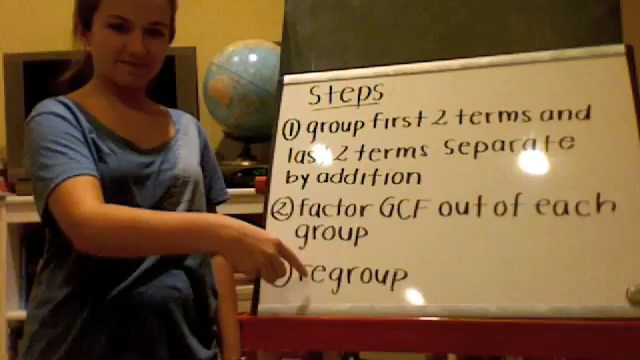 Steps
① group first 2 terms and
last 2 terms separate
by addition
② factor GCF out of each
group
regroup